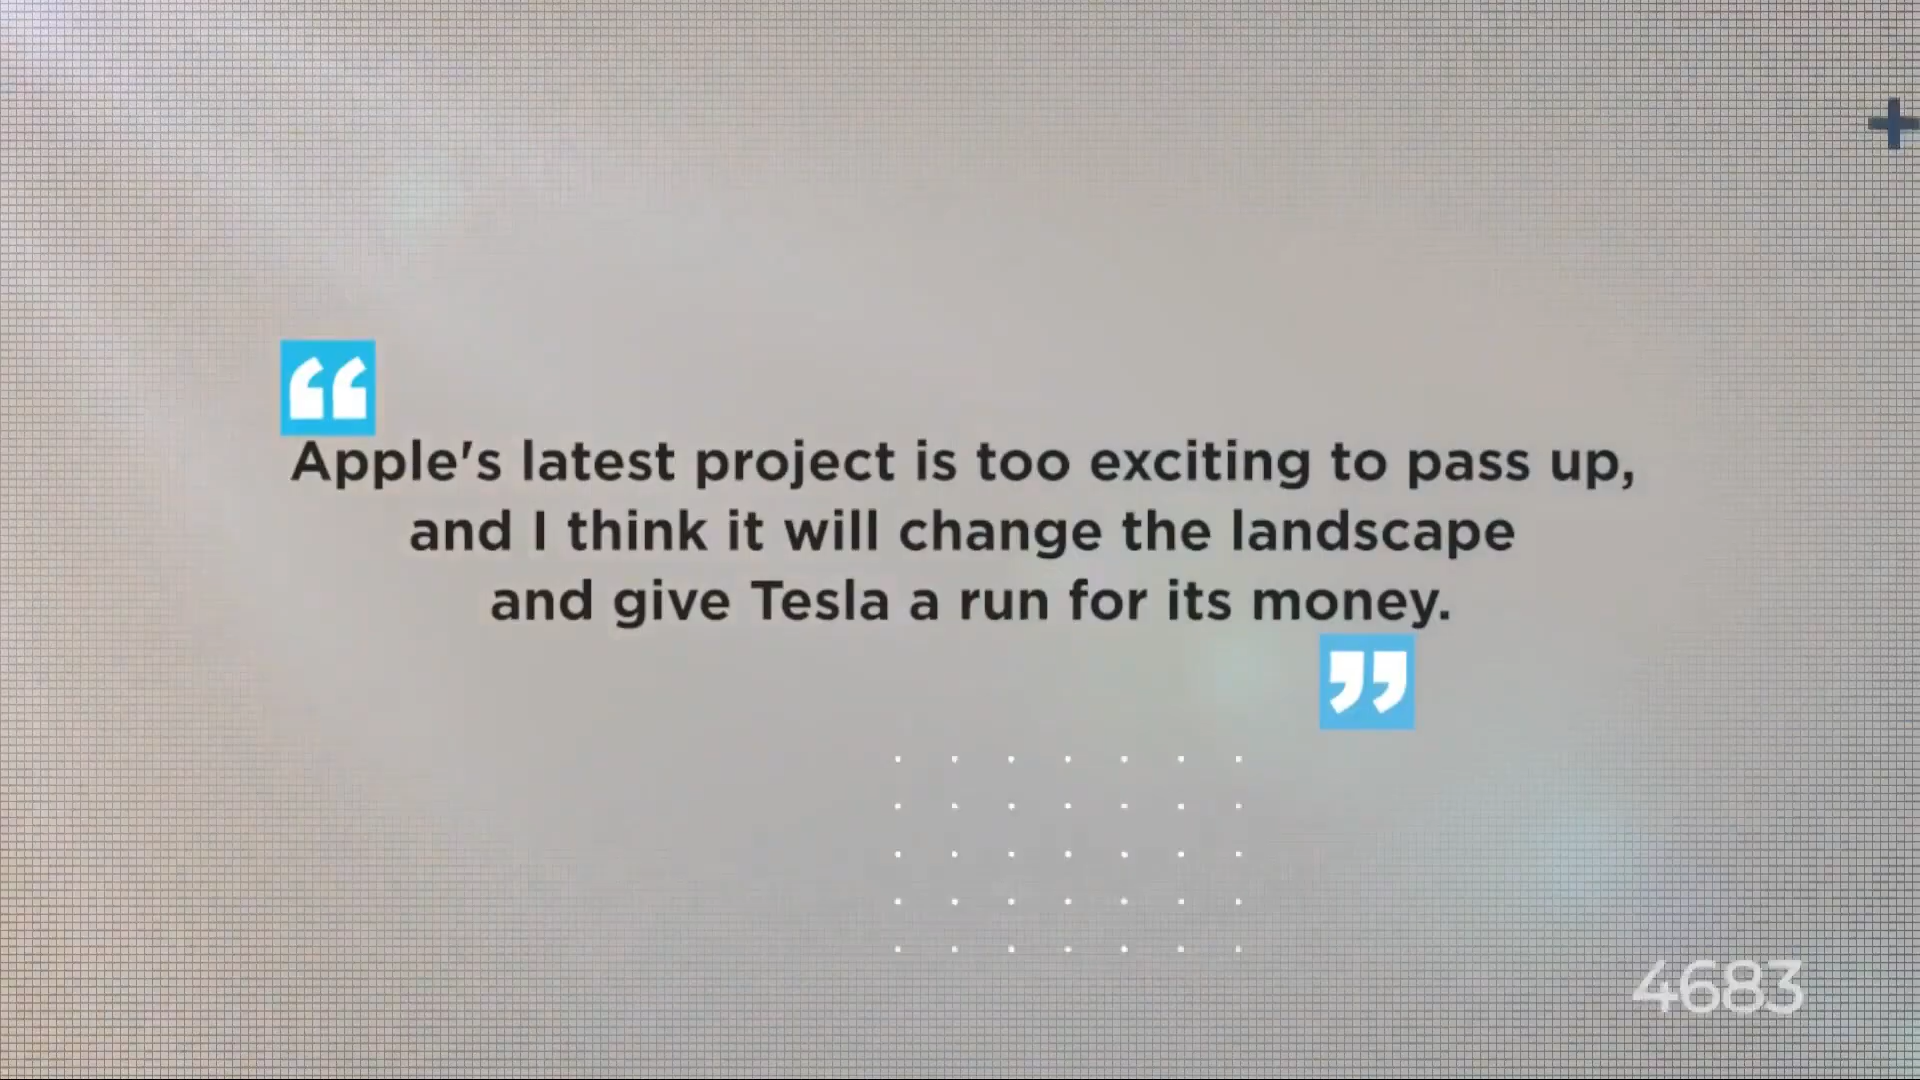 “
Apple's latest project is too exciting to pass up,
and I think it will change the landscape
and give Tesla a run for its money.
”
4683